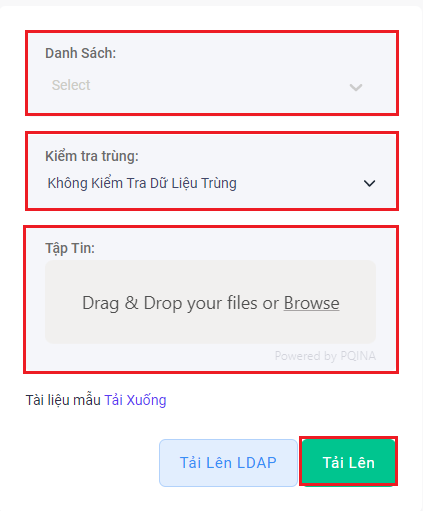 Danh Sách:
Select
Kiểm tra trùng:
Không Kiểm Tra Dữ Liệu Trùng
Tập Tin:
Drag & Drop your files or Browse
Powered by PQINA
Tài liệu mẫu Tải Xuống
Tải Lên LDAP Tải Lên